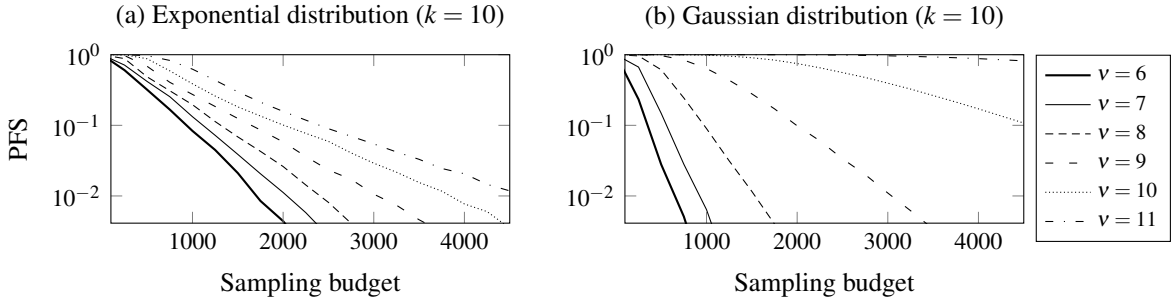 (a) Exponential distribution (k = 10)
(b) Gaussian distribution (k = 10)
PFS
10^0
10^{-1}
10^{-2}
1000 2000 3000 4000
Sampling budget
10^0
10^{-1}
10^{-2}
1000 2000 3000 4000
Sampling budget
ν = 6
ν = 7
ν = 8
ν = 9
ν = 10
ν = 11